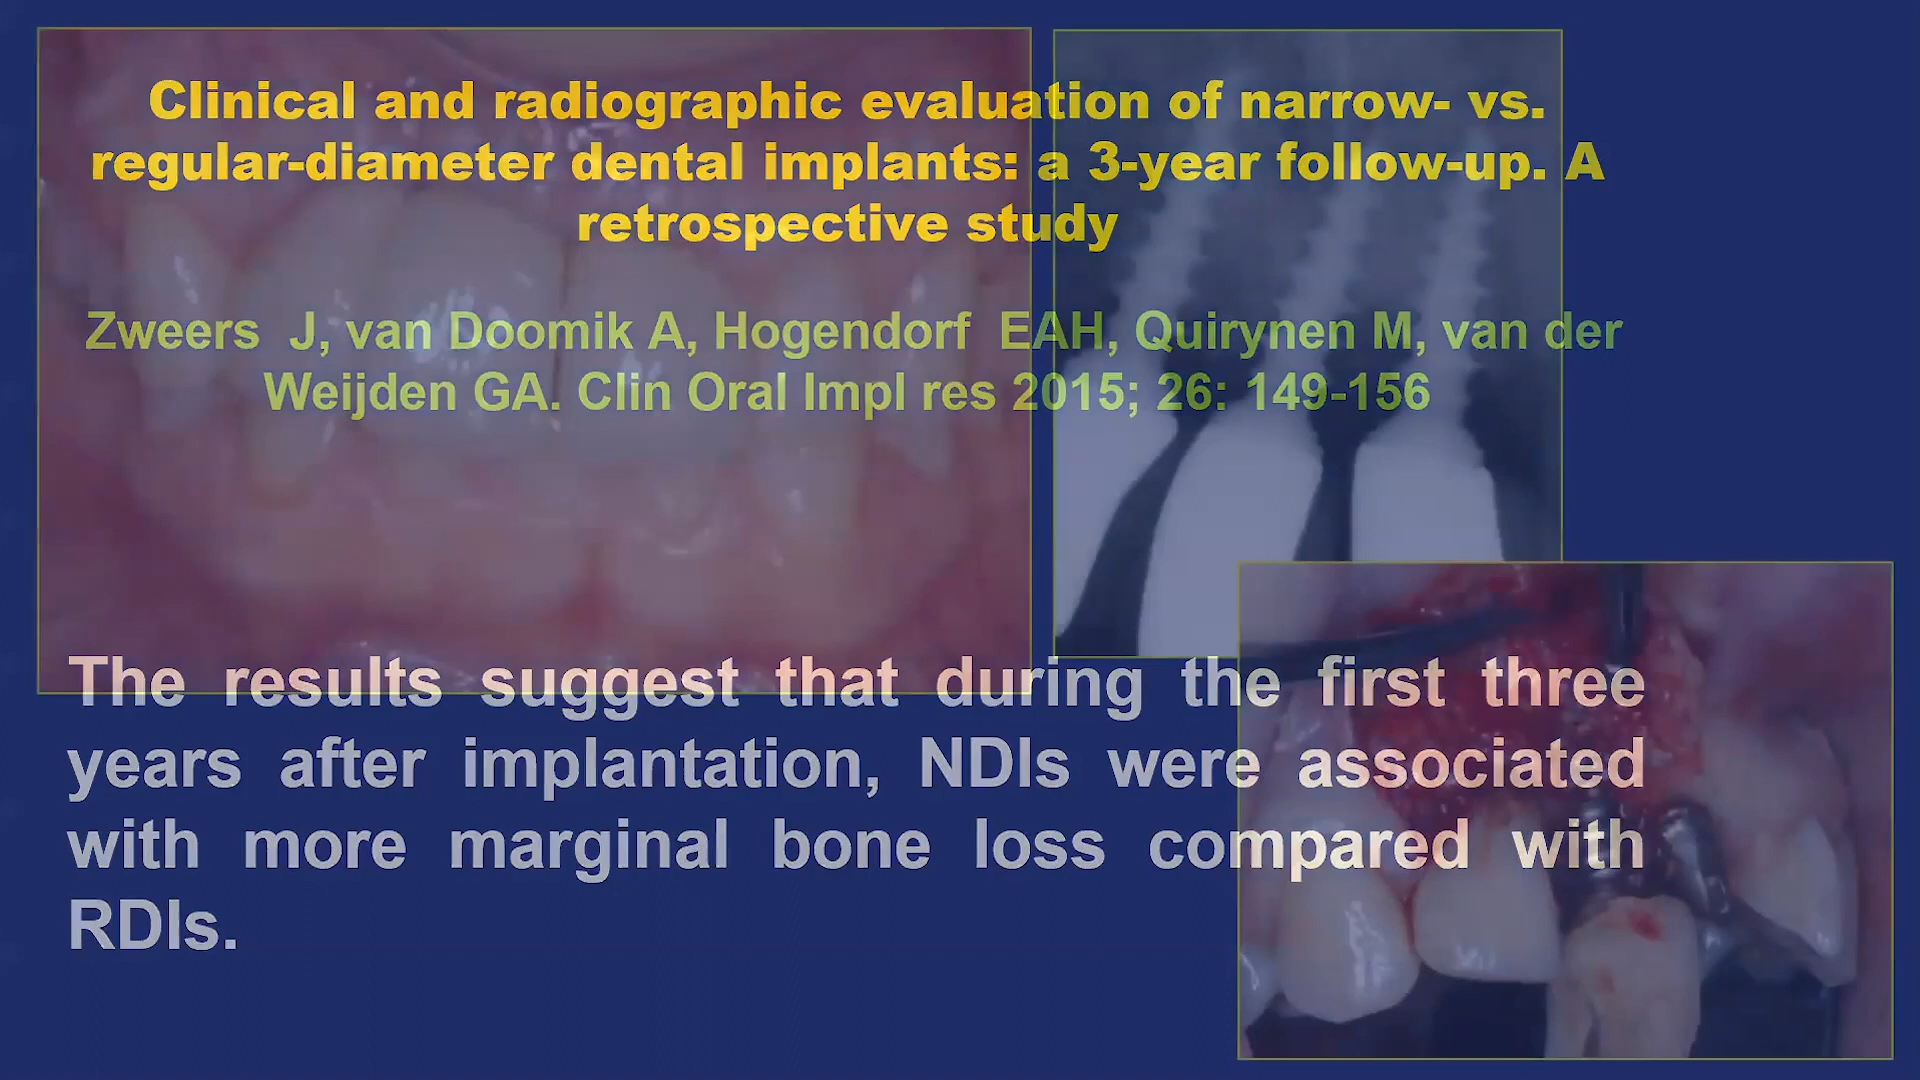 Clinical and radiographic evaluation of narrow- vs.
regular-diameter dental implants: a 3-year follow-up. A
retrospective study
Zweers J, van Doomik A, Hogendorf EAH, Quirynen M, van der
Weijden GA. Clin Oral Impl res 2015; 26: 149-156
The results suggest that during the first three
years after implantation, NDIs were associated
with more marginal bone loss compared with
RDIs.